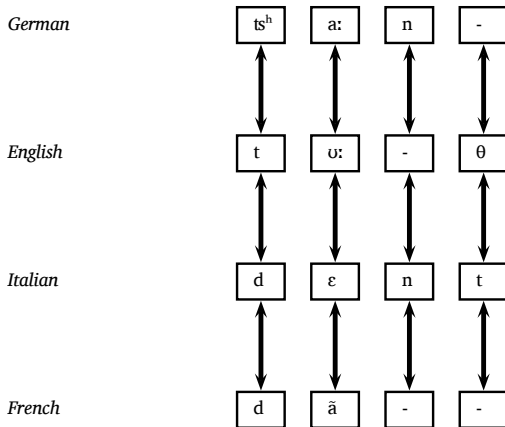 German tsʰ aː n -
English t ʊː - θ
Italian d ɛ n t
French d ã - -